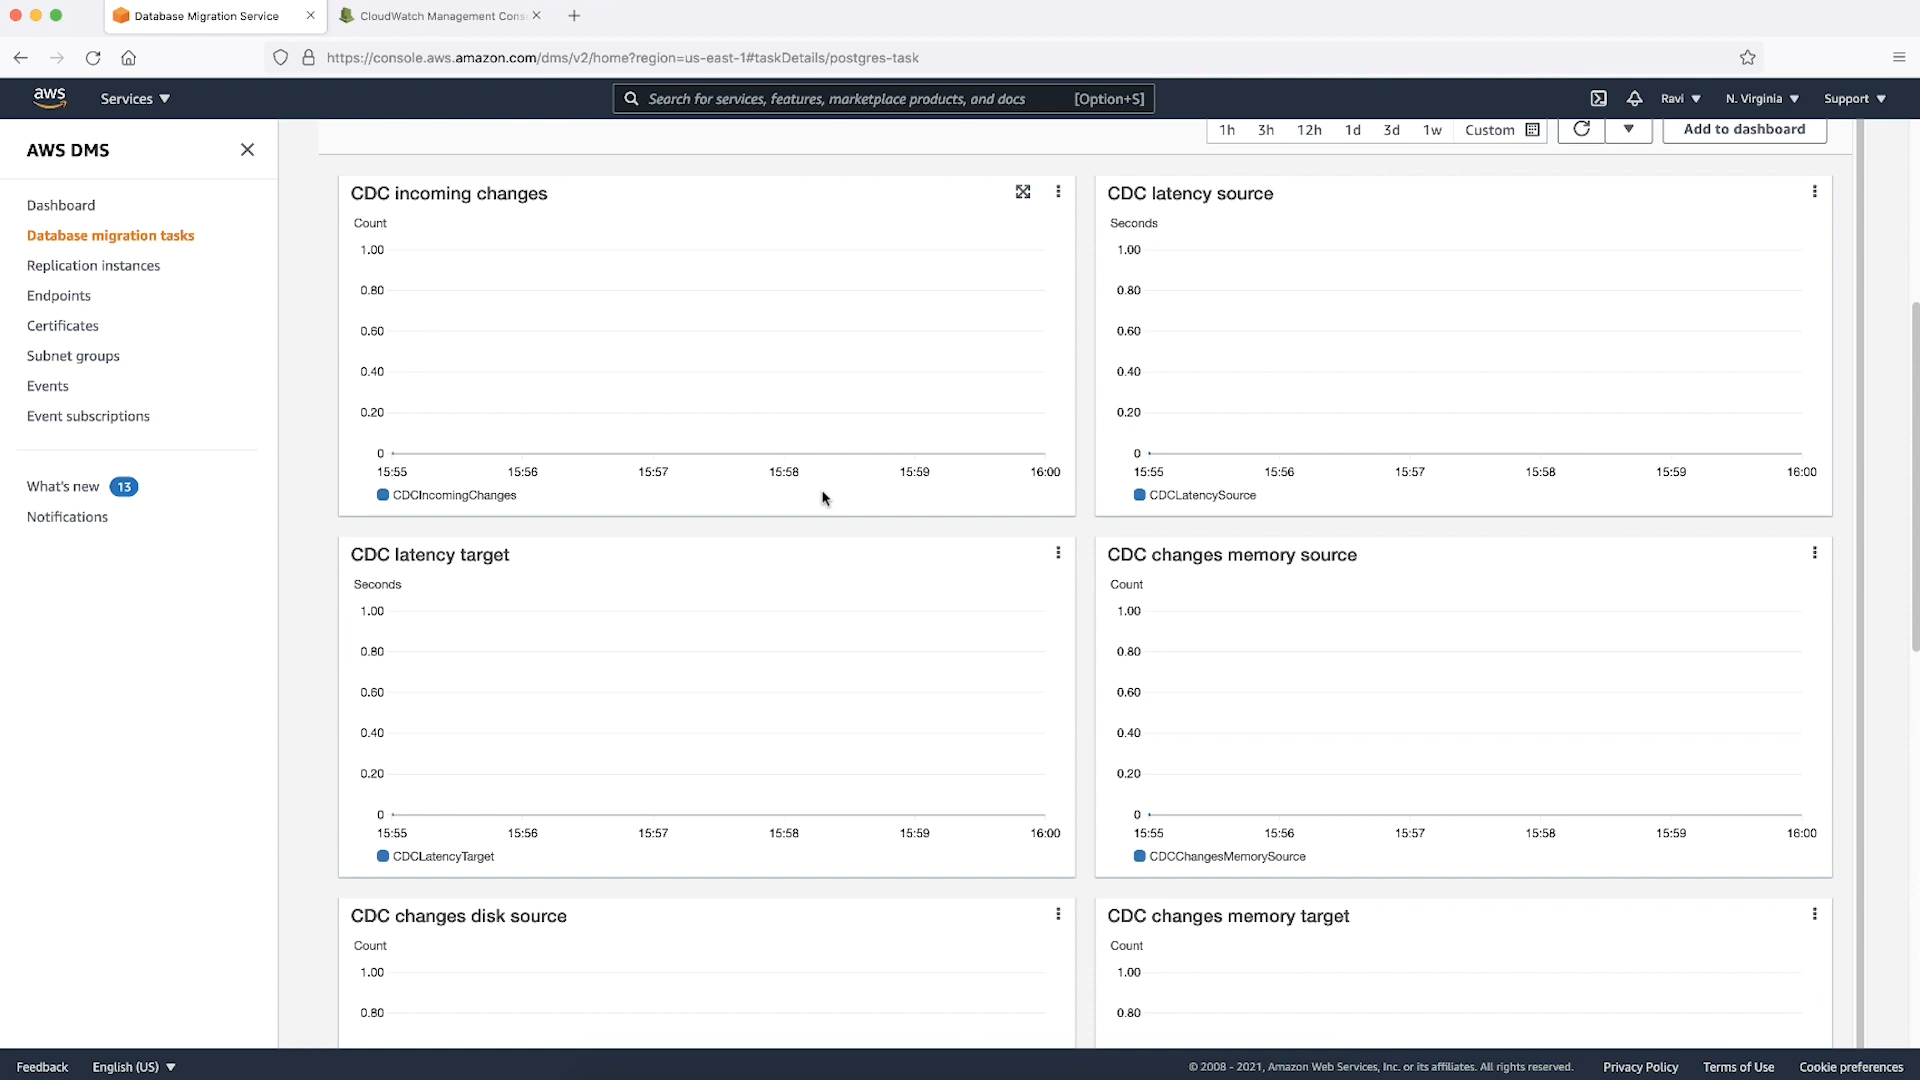 Database Migration Service
CloudWatch Management Cons
https://console.aws.amazon.com/dms/v2/home?region=us-east-1#taskDetails/postgres-task
aws
Services
Search for services, features, marketplace products, and docs
[Option+S]
Ravi
N. Virginia
Support
AWS DMS
Dashboard
Database migration tasks
Replication instances
Endpoints
Certificates
Subnet groups
Events
Event subscriptions
What's new 13
Notifications
1h 3h 12h 1d 3d 1w Custom
Add to dashboard
CDC incoming changes
Count
1.00
0.80
0.60
0.40
0.20
0
15:55 15:56 15:57 15:58 15:59 16:00
CDCIncomingChanges
CDC latency source
Seconds
1.00
0.80
0.60
0.40
0.20
0
15:55 15:56 15:57 15:58 15:59 16:00
CDCLatencySource
CDC latency target
Seconds
1.00
0.80
0.60
0.40
0.20
0
15:55 15:56 15:57 15:58 15:59 16:00
CDCLatencyTarget
CDC changes memory source
Count
1.00
0.80
0.60
0.40
0.20
0
15:55 15:56 15:57 15:58 15:59 16:00
CDCChangesMemorySource
CDC changes disk source
Count
1.00
0.80
CDC changes memory target
Count
1.00
0.80
Feedback
English (US)
© 2008 - 2021, Amazon Web Services, Inc. or its affiliates. All rights reserved.
Privacy Policy
Terms of Use
Cookie preferences